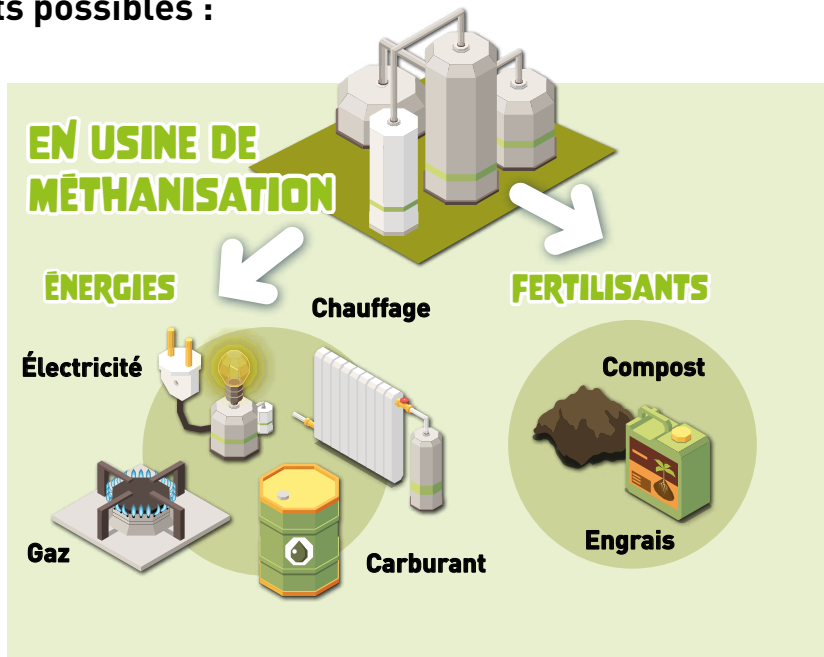 ts possibles :
EN USINE DE
MÉTHANISATION
ÉNERGIES
FERTILISANTS
Chauffage
Électricité
Compost
Gaz
Carburant
Engrais